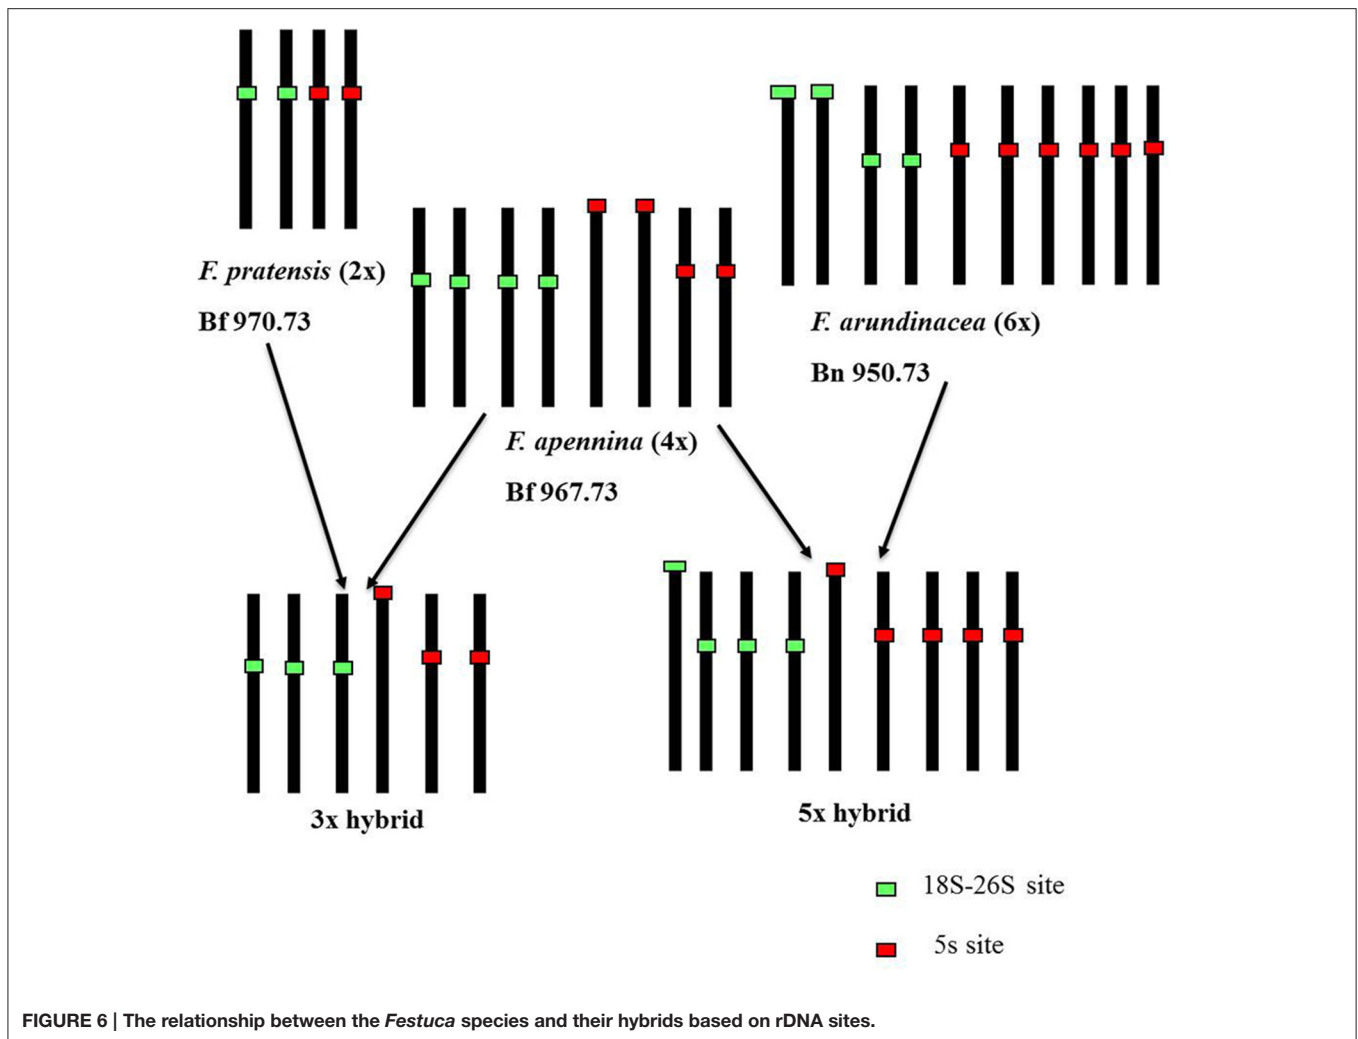 F. pratensis (2x)
Bf 970.73
F. arundinacea (6x)
Bn 950.73
F. apennina (4x)
Bf 967.73
3x hybrid
5x hybrid
18S-26S site
5s site
FIGURE 6 | The relationship between the Festuca species and their hybrids based on rDNA sites.